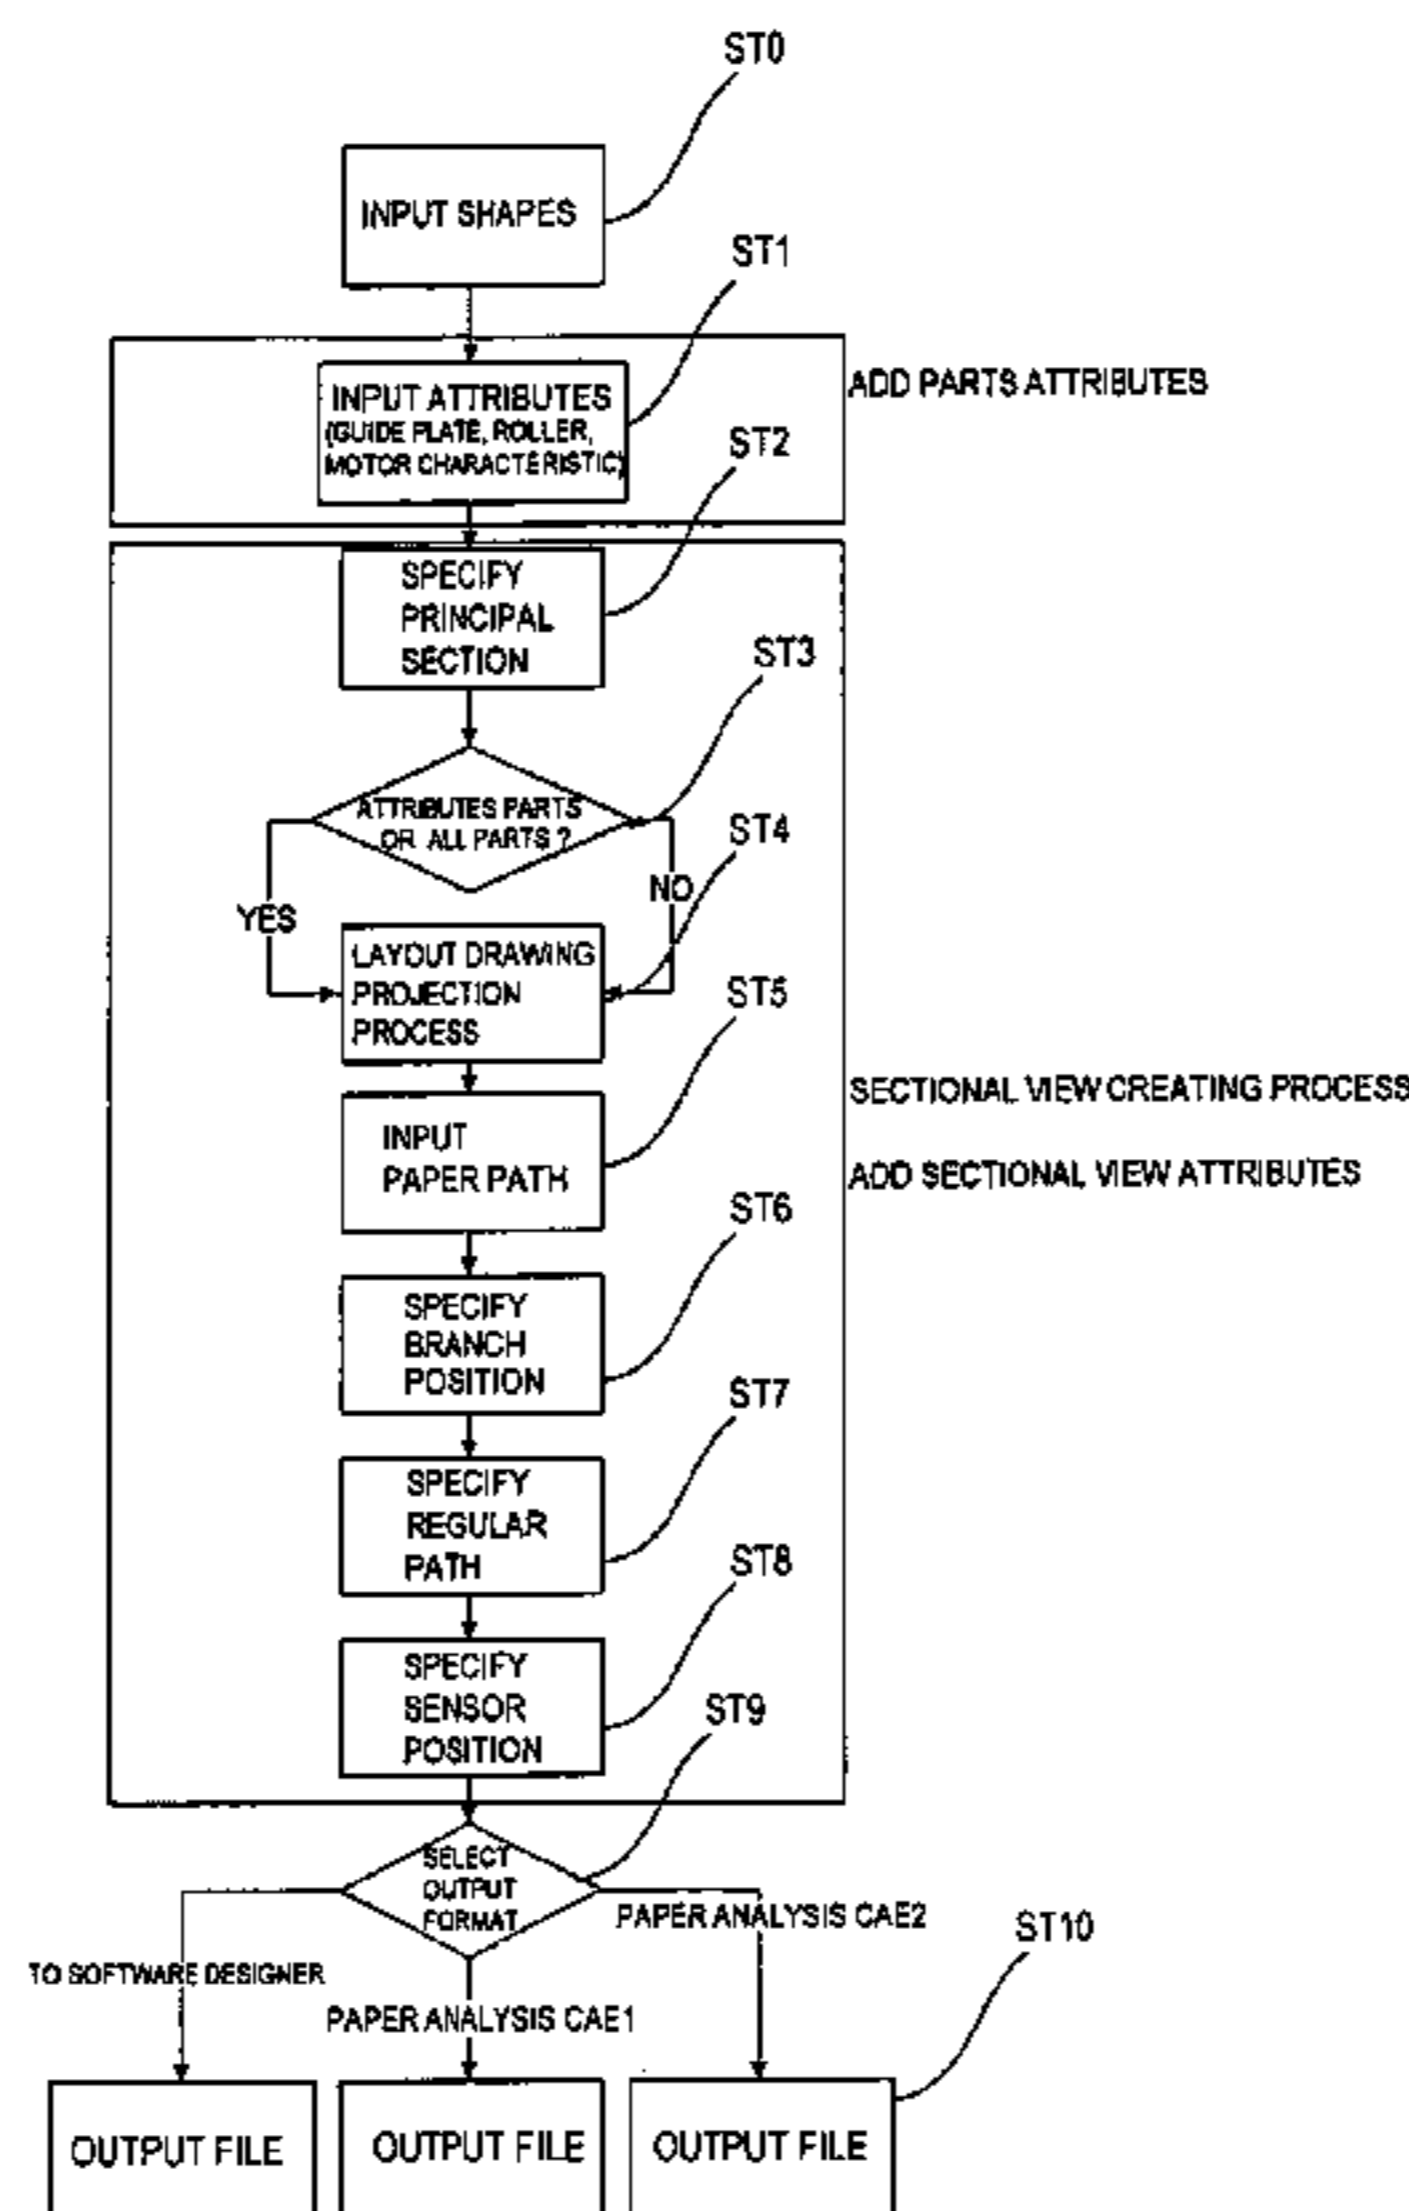 ST0
INPUT SHAPES
ST1
INPUT ATTRIBUTES
(GUIDE PLATE, ROLLER,
MOTOR CHARACTERISTIC)
ADD PARTS ATTRIBUTES
ST2
SPECIFY
PRINCIPAL
SECTION
ST3
ATTRIBUTES PARTS
OR ALL PARTS ?
ST4
NO
YES
LAYOUT DRAWING
PROJECTION
PROCESS
ST5
INPUT
PAPER PATH
SECTIONAL VIEW CREATING PROCESS
ADD SECTIONAL VIEW ATTRIBUTES
ST6
SPECIFY
BRANCH
POSITION
ST7
SPECIFY
REGULAR
PATH
ST8
SPECIFY
SENSOR
POSITION
ST9
SELECT
OUTPUT
FORMAT
PAPER ANALYSIS CAE2
ST10
TO SOFTWARE DESIGNER
PAPER ANALYSIS CAE1
OUTPUT FILE
OUTPUT FILE
OUTPUT FILE